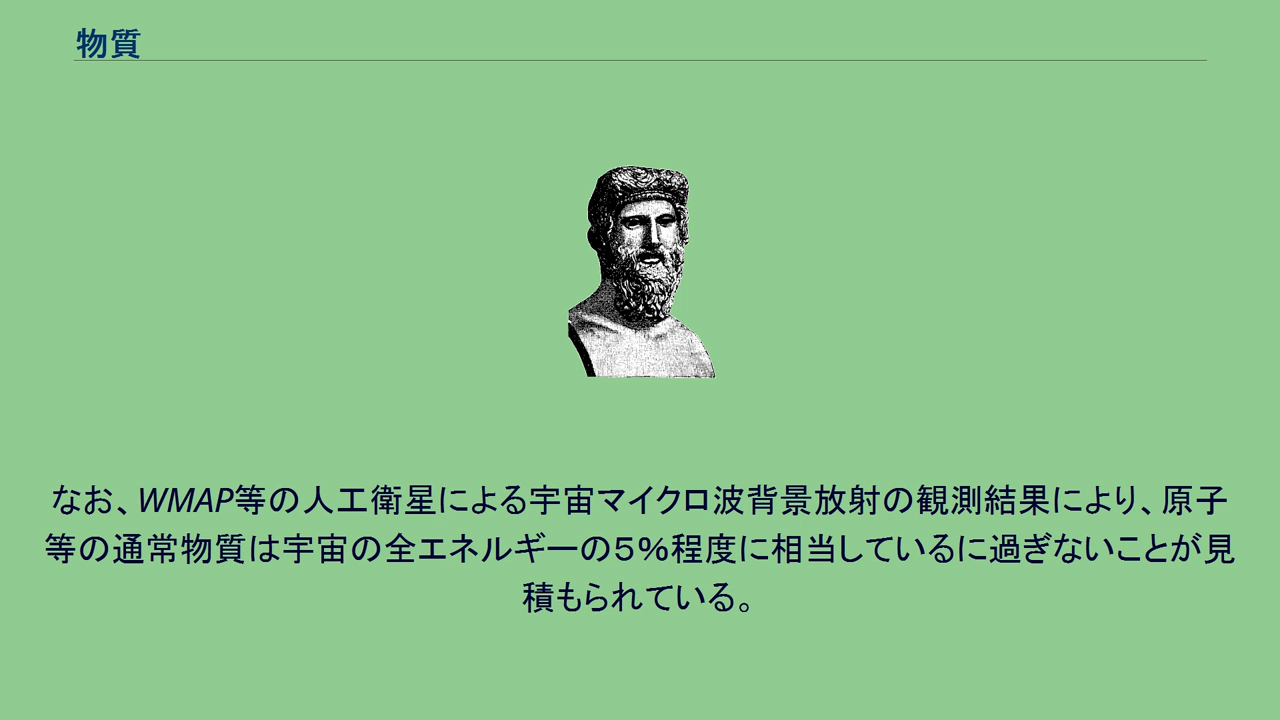 物質
なお、WMAP等の人工衛星による宇宙マイクロ波背景放射の観測結果により、原子
等の通常物質は宇宙の全エネルギーの５%程度に相当しているに過ぎないことが見
積もられている。